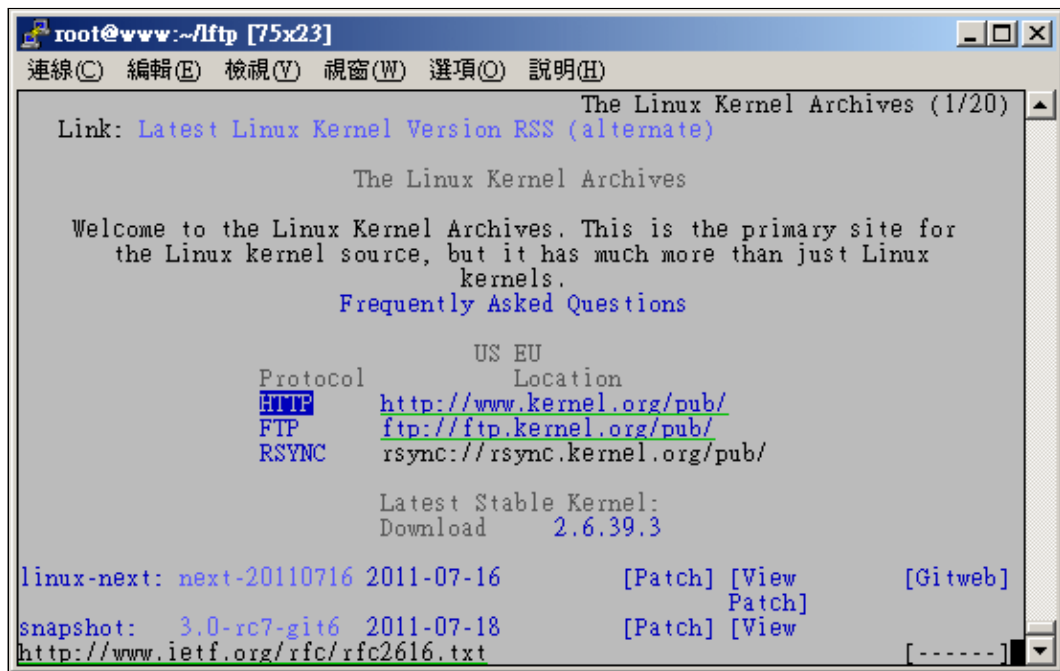 root@www:~/lftp [75x23]
連線(C) 編輯(E) 檢視(V) 視窗(W) 選項(O) 說明(H)
The Linux Kernel Archives (1/20)
Link: Latest Linux Kernel Version RSS (alternate)
The Linux Kernel Archives
Welcome to the Linux Kernel Archives. This is the primary site for
the Linux kernel source, but it has much more than just Linux
kernels.
Frequently Asked Questions
US EU
Protocol Location
HTTP http://www.kernel.org/pub/
FTP ftp://ftp.kernel.org/pub/
RSYNC rsync://rsync.kernel.org/pub/
Latest Stable Kernel:
Download 2.6.39.3
linux-next: next-20110716 2011-07-16 [Patch] [View [Gitweb]
Patch]
snapshot: 3.0-rc7-git6 2011-07-18 [Patch] [View
http://www.ietf.org/rfc/rfc2616.txt [------]